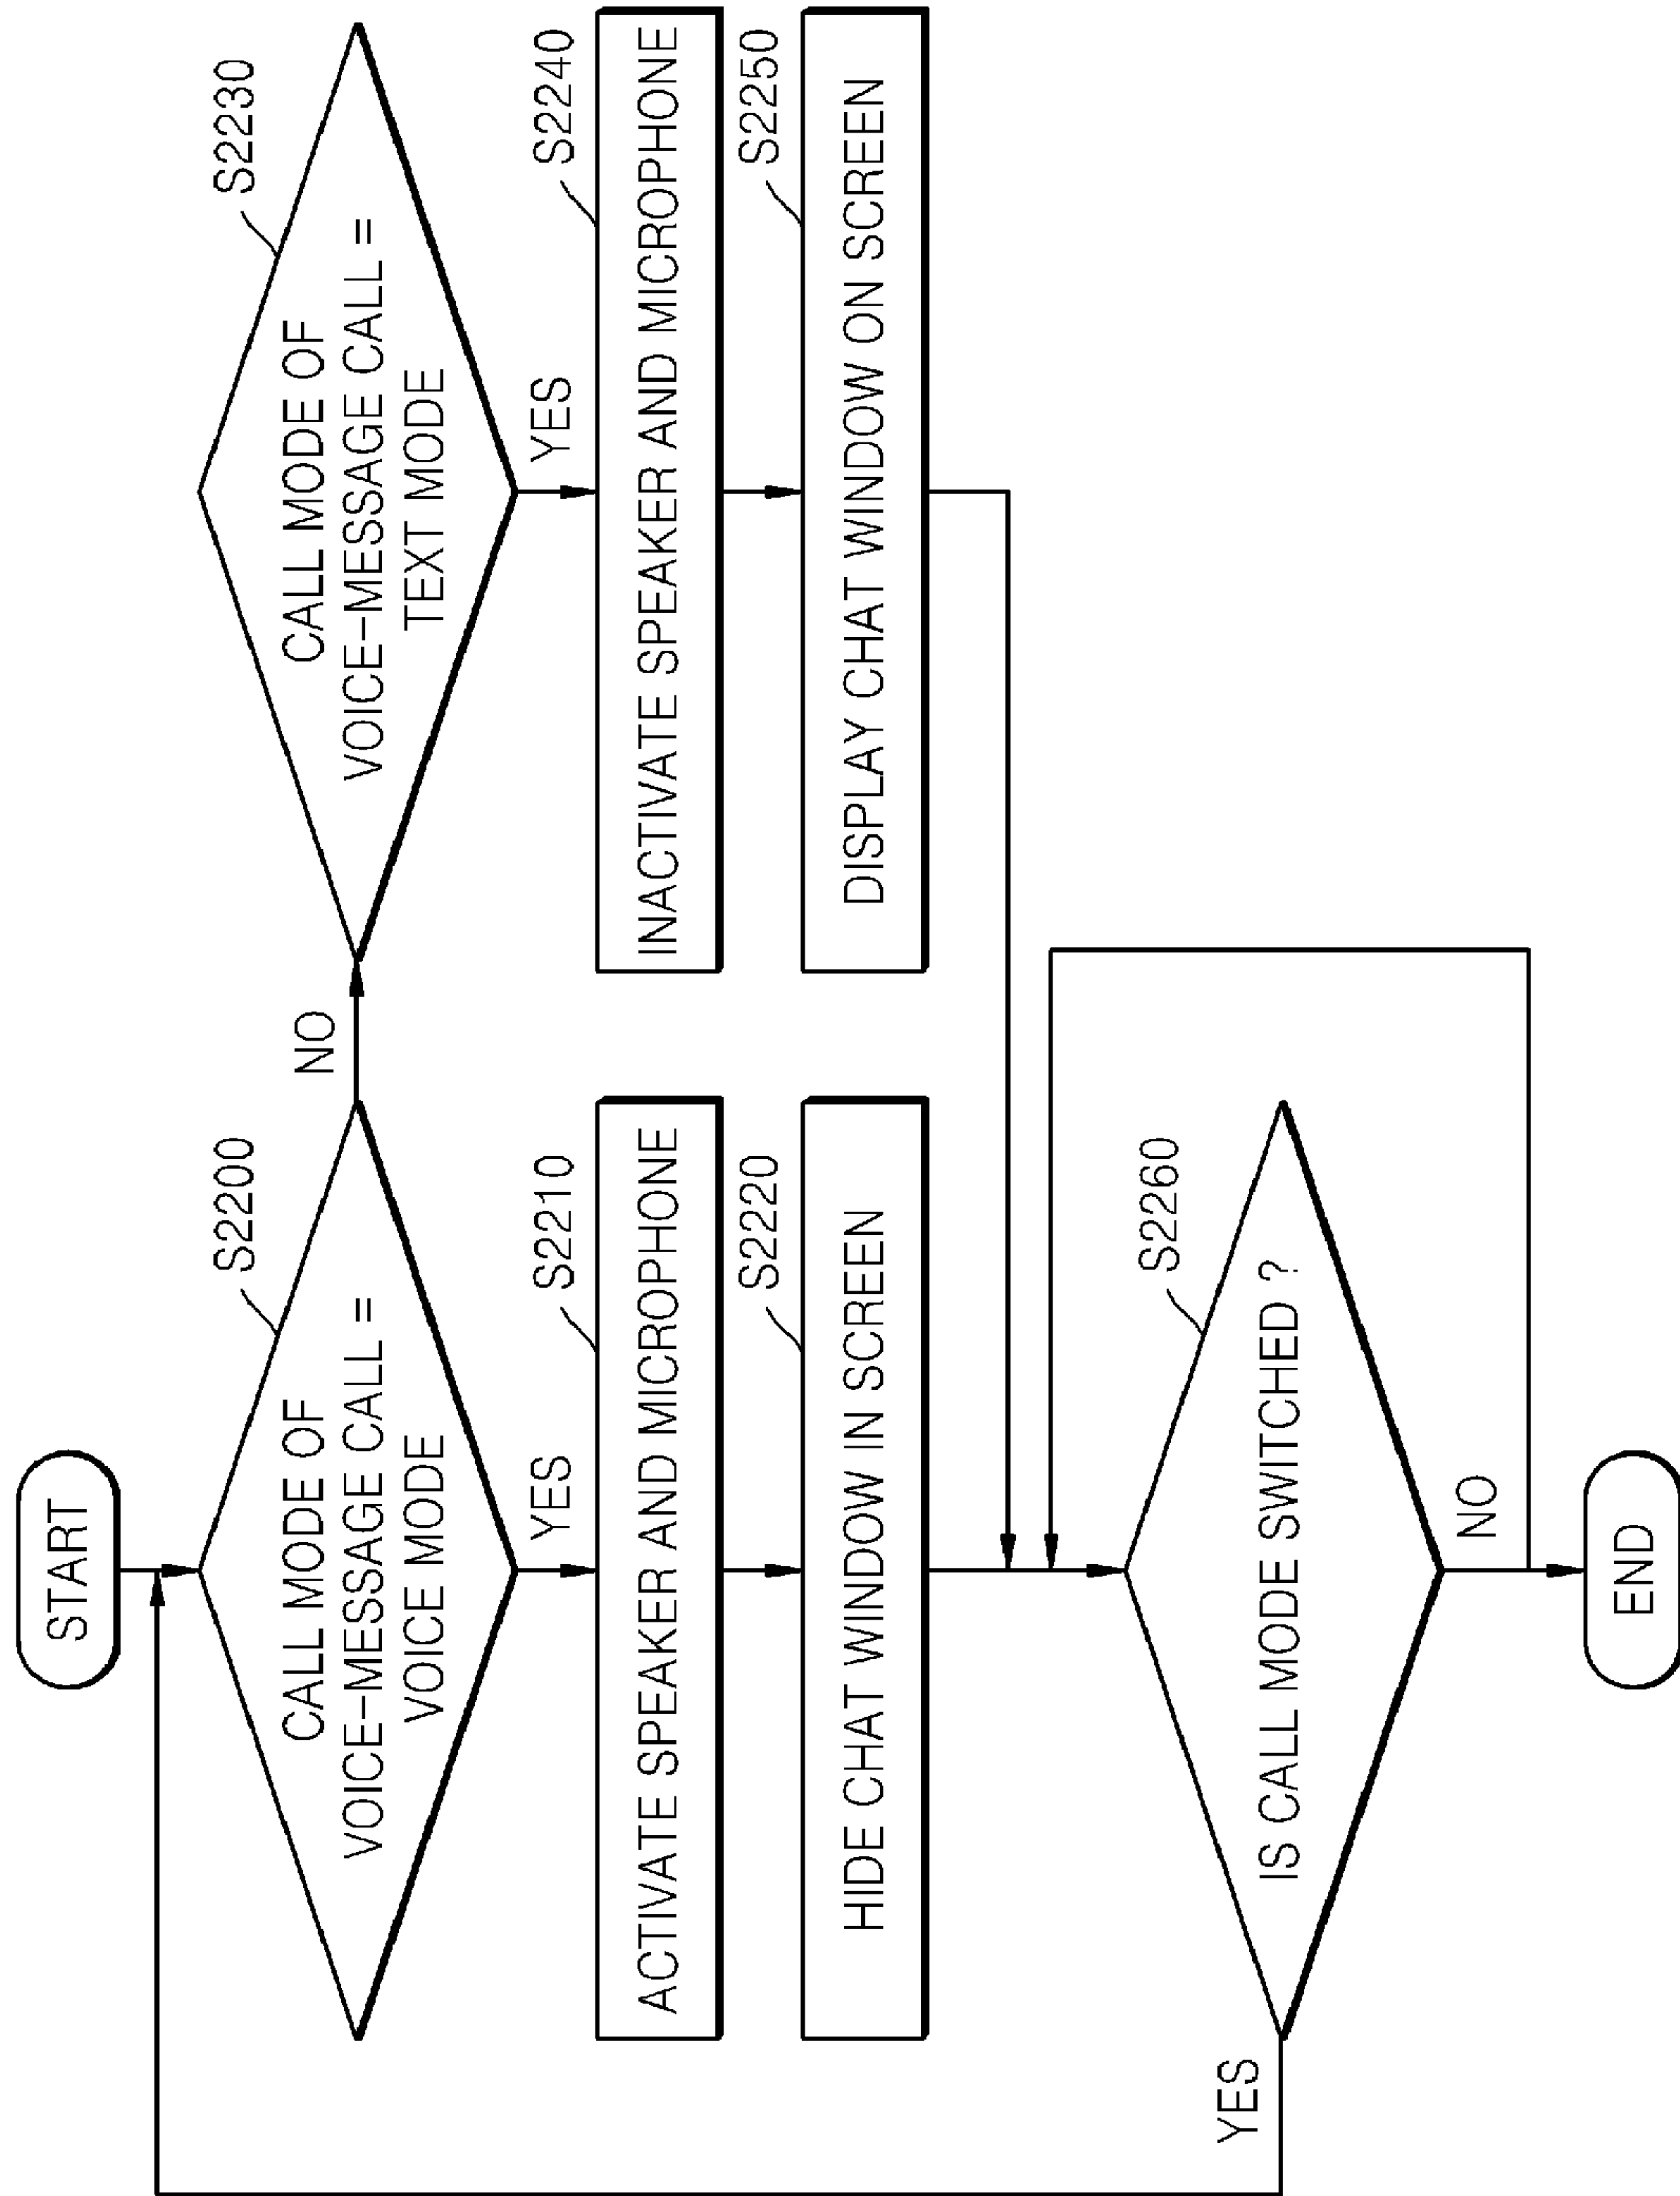 START
S2200
CALL MODE OF
VOICE-MESSAGE CALL =
VOICE MODE
NO
YES
S2230
CALL MODE OF
VOICE-MESSAGE CALL =
TEXT MODE
YES
S2210
ACTIVATE SPEAKER AND MICROPHONE
S2240
INACTIVATE SPEAKER AND MICROPHONE
S2220
HIDE CHAT WINDOW IN SCREEN
S2250
DISPLAY CHAT WINDOW ON SCREEN
S2260
IS CALL MODE SWITCHED ?
YES
NO
END